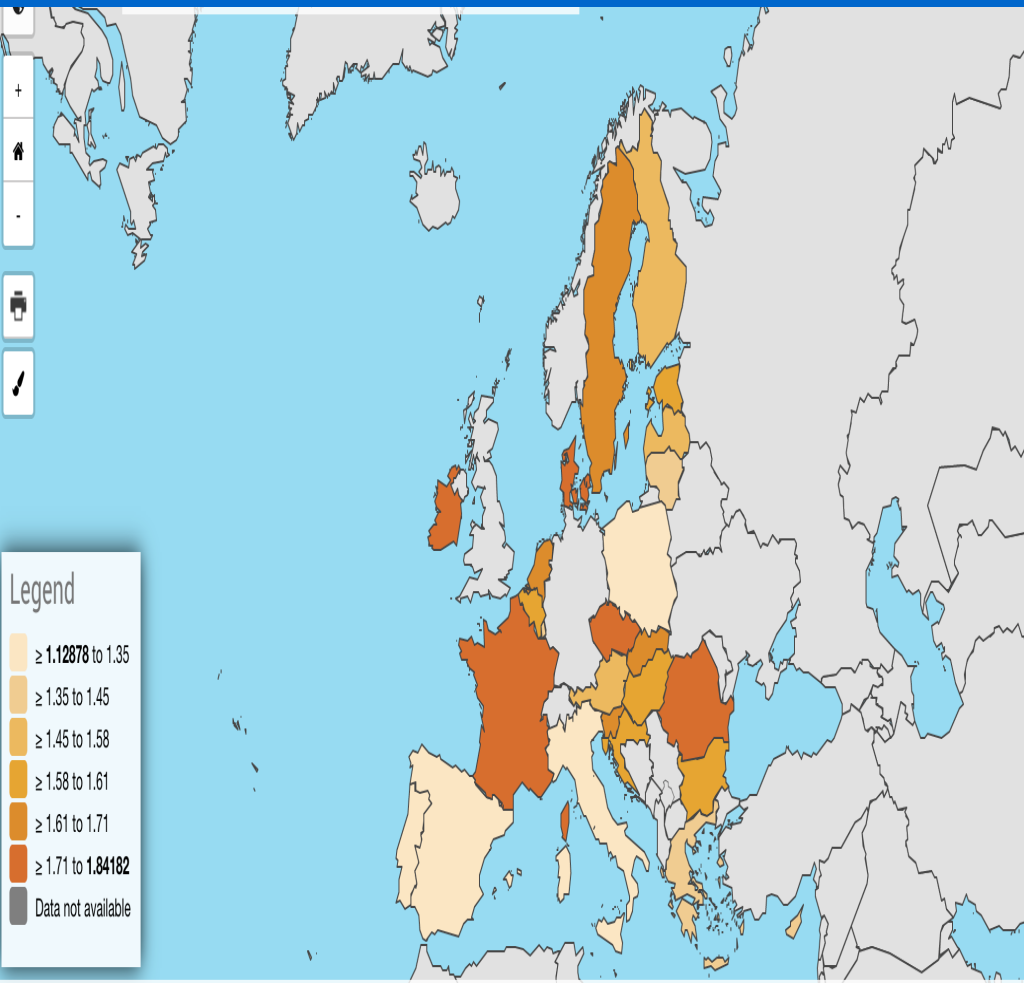 +
-
Legend
≥ 1.12878 to 1.35
≥ 1.35 to 1.45
≥ 1.45 to 1.58
≥ 1.58 to 1.61
≥ 1.61 to 1.71
≥ 1.71 to 1.84182
Data not available